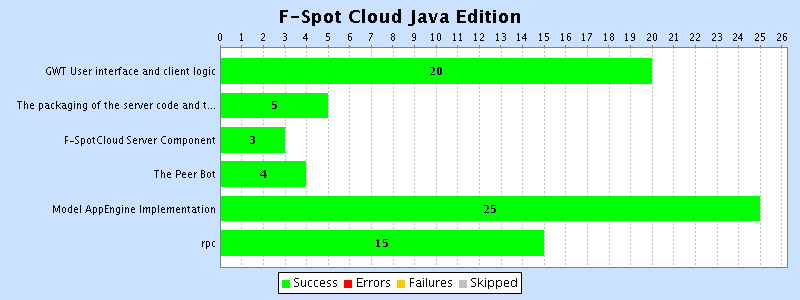 F-Spot Cloud Java Edition
0 1 2 3 4 5 6 7 8 9 10 11 12 13 14 15 16 17 18 19 20 21 22 23 24 25 26
GWT User interface and client logic 20
The packaging of the server code and t... 5
F-SpotCloud Server Component 3
The Peer Bot 4
Model AppEngine Implementation 25
rpc 15
Success Errors Failures Skipped